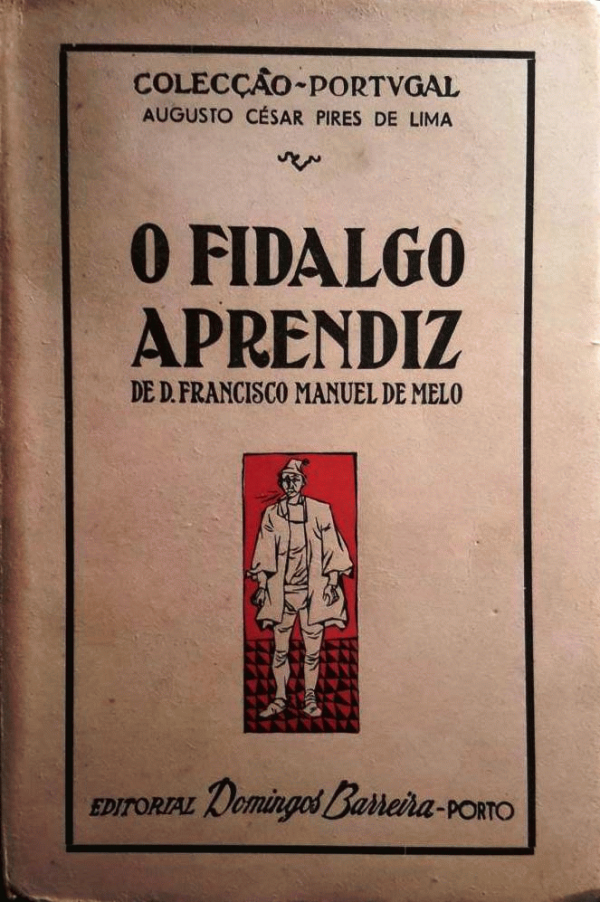 COLECÇÃO-PORTVGAL
AUGUSTO CÉSAR PIRES DE LIMA
O FIDALGO
APRENDIZ
DE D. FRANCISCO MANUEL DE MELO
EDITORIAL Domingos Barreira-PORTO